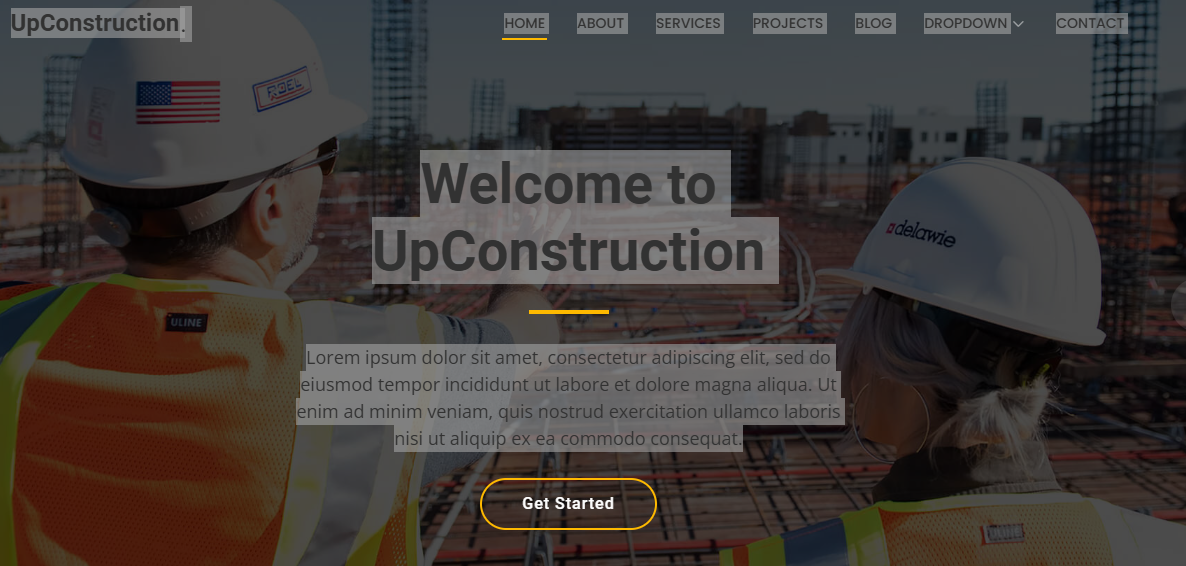 UpConstruction.
HOME ABOUT SERVICES PROJECTS BLOG DROPDOWN CONTACT
ROEL
delawie
Welcome to
UpConstruction
ULINE
Lorem ipsum dolor sit amet, consectetur adipiscing elit, sed do
eiusmod tempor incididunt ut labore et dolore magna aliqua. Ut
enim ad minim veniam, quis nostrud exercitation ullamco laboris
nisi ut aliquip ex ea commodo consequat.
Get Started